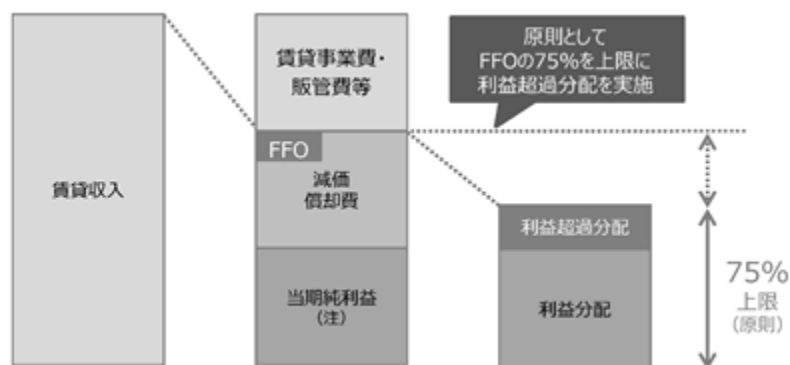 賃貸収入
賃貸事業費・
販管費等
FFO
減価
償却費
当期純利益
(注)
原則として
FFOの75%を上限に
利益超過分配を実施
利益超過分配
利益分配
75%
上限
(原則)